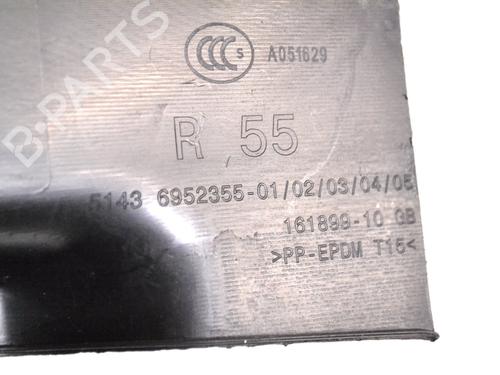 CCC S A051629
R 55
5143 6952355-01/02/03/04/05
161899-10 GB
>PP-EPDM T15<
B-PARTS